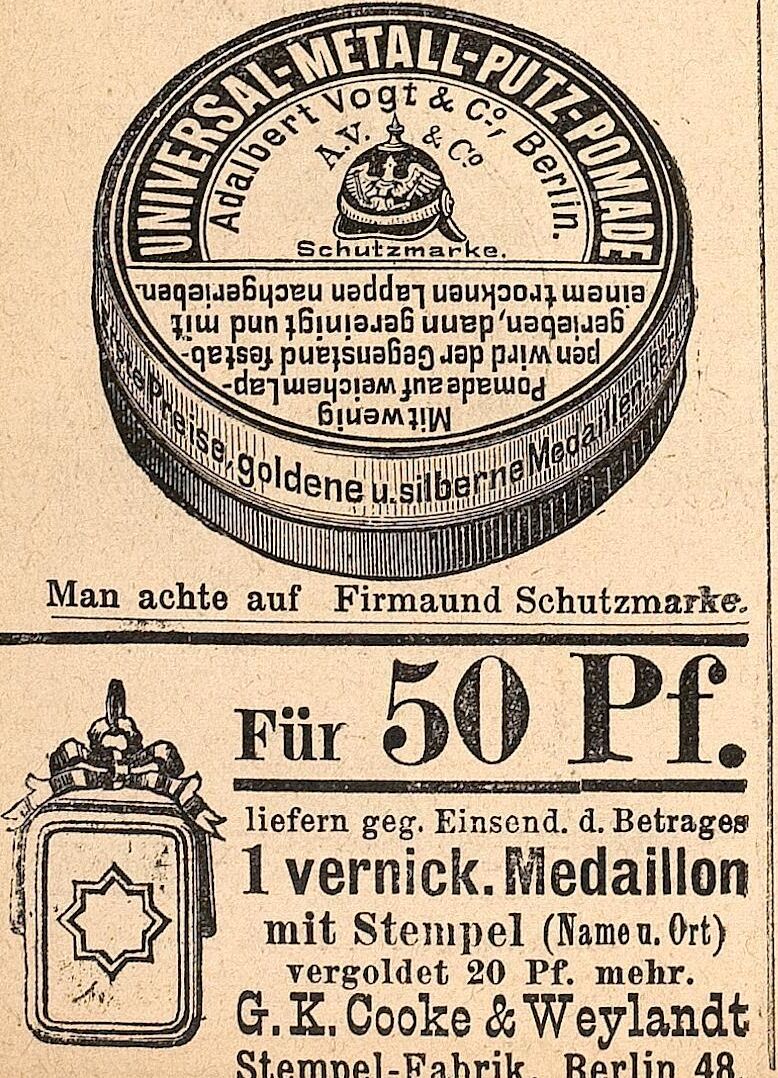 UNIVERSAL-METALL-PUTZ-POMADE
Adalbert Vogt & Co, Berlin.
A.V. & Co
Schutzmarke.
Mit wenig
Pomade auf weichem Lap-
pen wird der Gegenstand festab-
gerieben, dann gereinigt und mit
einem trocknen Lappen nachgerieben.
Preise, goldene u. silberne Medaillen
Man achte auf Firmaund Schutzmarke.
Für 50 Pf.
liefern geg. Einsend. d. Betrages
1 vernick. Medaillon
mit Stempel (Name u. Ort)
vergoldet 20 Pf. mehr.
G. K. Cooke & Weylandt
Stempel-Fabrik, Berlin 48.